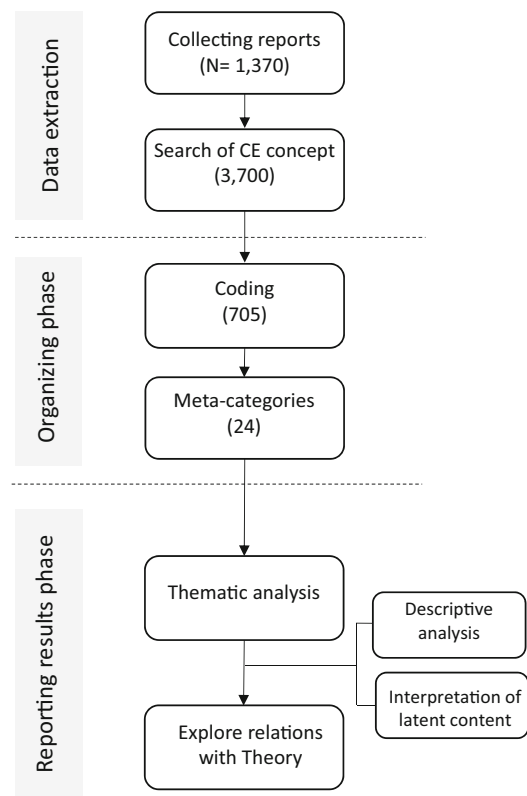 Data extraction
Collecting reports
(N= 1,370)
Search of CE concept
(3,700)
Organizing phase
Coding
(705)
Meta-categories
(24)
Reporting results phase
Thematic analysis
Descriptive
analysis
Interpretation of
latent content
Explore relations
with Theory